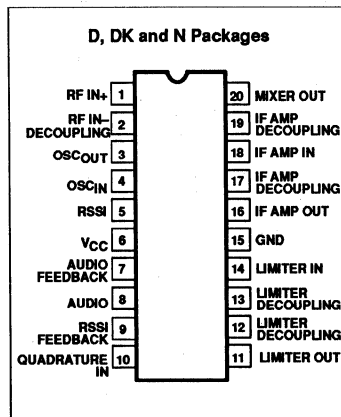 D, DK and N Packages
RF IN+ 1
RF IN–
DECOUPLING 2
OSCOUT 3
OSCIN 4
RSSI 5
VCC 6
AUDIO
FEEDBACK 7
AUDIO 8
RSSI
FEEDBACK 9
QUADRATURE
IN 10
20 MIXER OUT
19 IF AMP
DECOUPLING
18 IF AMP IN
17 IF AMP
DECOUPLING
16 IF AMP OUT
15 GND
14 LIMITER IN
13 LIMITER
DECOUPLING
12 LIMITER
DECOUPLING
11 LIMITER OUT